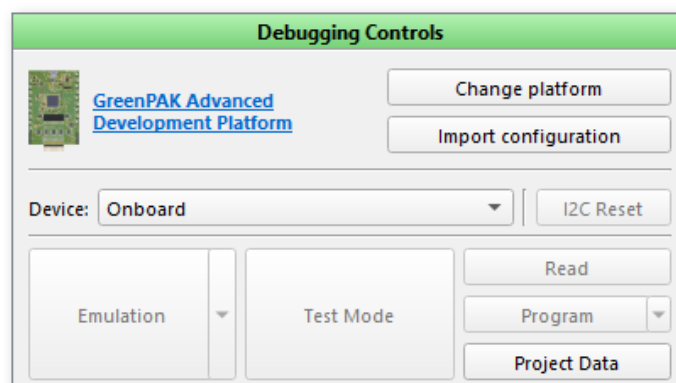 Debugging Controls
GreenPAK Advanced
Development Platform
Change platform
Import configuration
Device: Onboard
I2C Reset
Emulation
Test Mode
Read
Program
Project Data